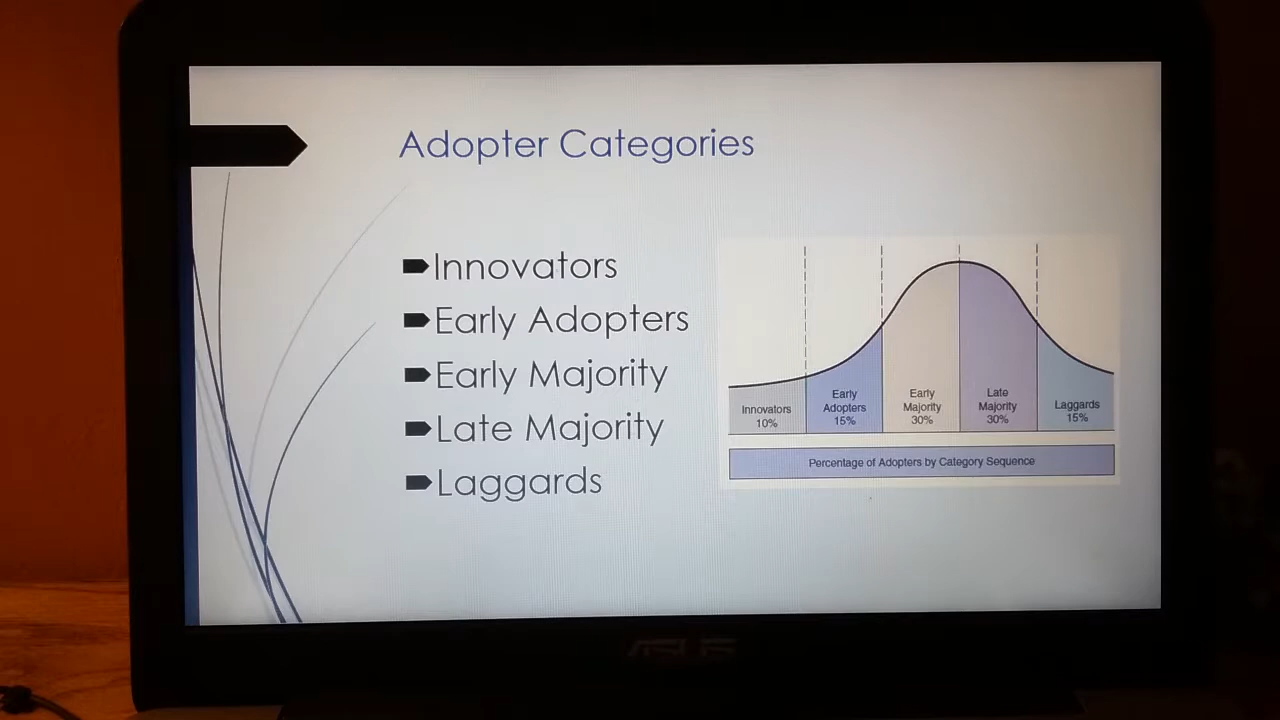 Adopter Categories
Innovators
Early Adopters
Early Majority
Late Majority
Laggards
Innovators
10%
Early
Adopters
15%
Early
Majority
30%
Late
Majority
30%
Laggards
15%
Percentage of Adopters by Category Sequence
ASUS